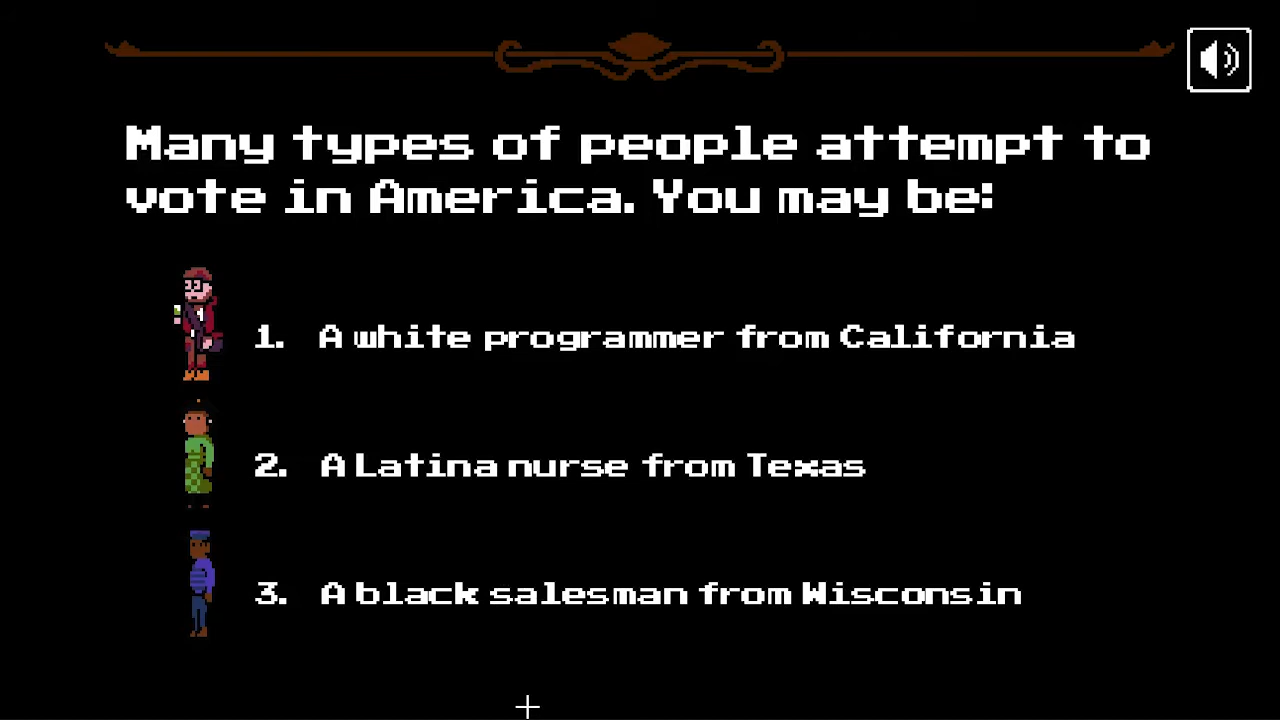 Many types of people attempt to
vote in America. You may be:
1. A white programmer from California
2. A Latina nurse from Texas
3. A black salesman from Wisconsin